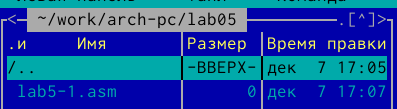 <─ ~/work/arch-pc/lab05 .[^]>
.и Имя Размер Время правки
/.. -ВВЕРХ- дек 7 17:05
lab5-1.asm 0 дек 7 17:07